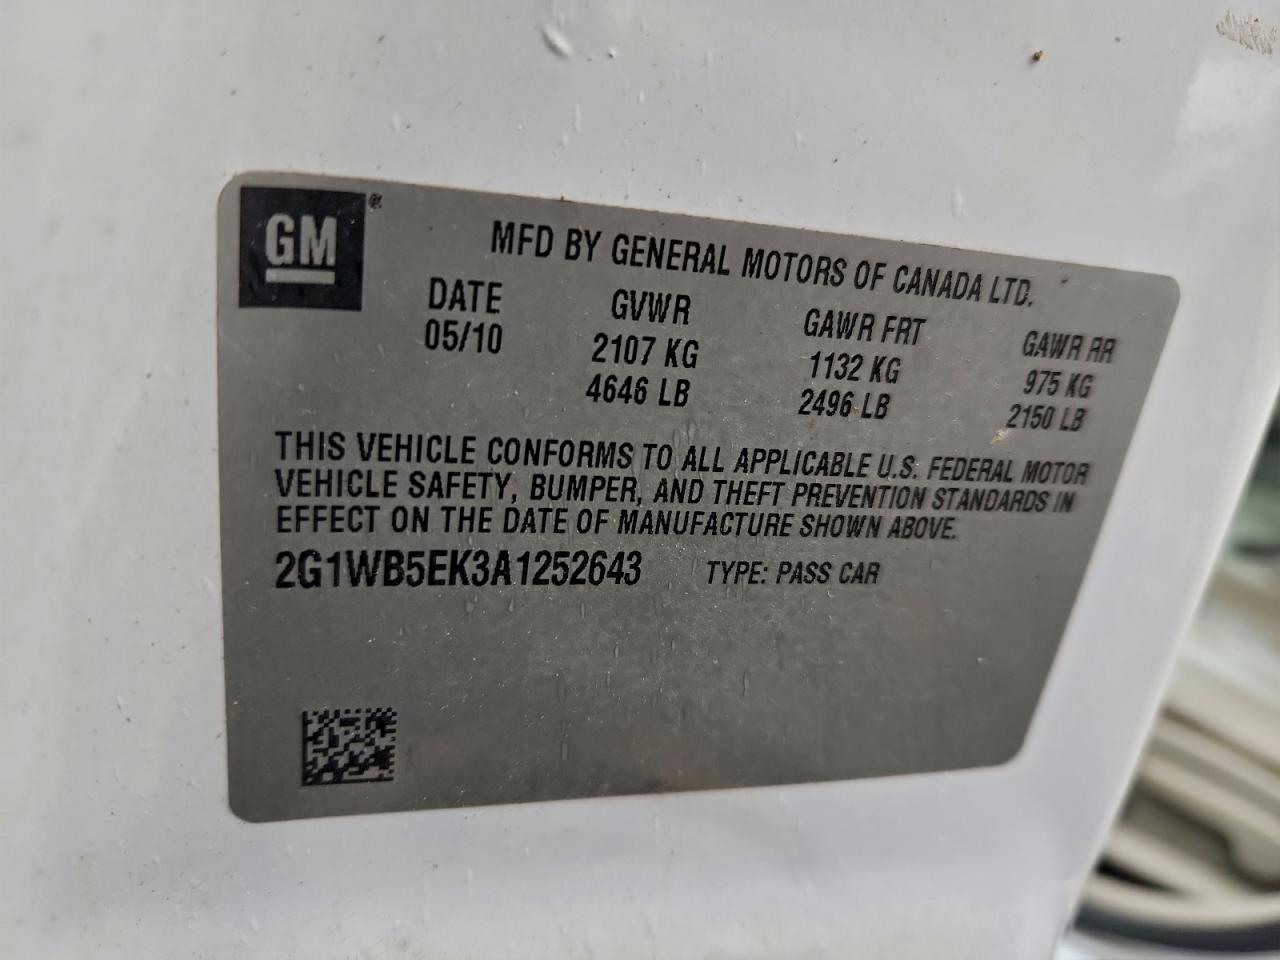 GM®
MFD BY GENERAL MOTORS OF CANADA LTD.
DATE GVWR GAWR FRT GAWR RR
05/10 2107 KG 1132 KG 975 KG
4646 LB 2496 LB 2150 LB
THIS VEHICLE CONFORMS TO ALL APPLICABLE U.S. FEDERAL MOTOR
VEHICLE SAFETY, BUMPER, AND THEFT PREVENTION STANDARDS IN
EFFECT ON THE DATE OF MANUFACTURE SHOWN ABOVE.
2G1WB5EK3A1252643 TYPE: PASS CAR